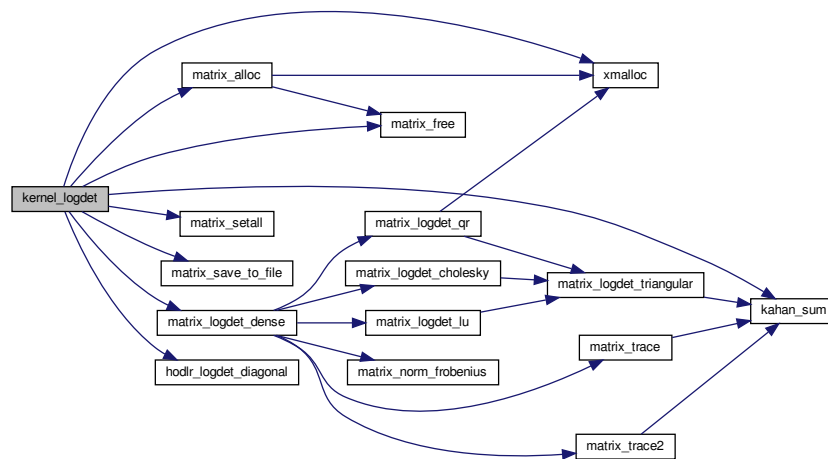 kernel_logdet
matrix_alloc
xmalloc
matrix_free
matrix_setall
matrix_save_to_file
matrix_logdet_dense
hodlr_logdet_diagonal
matrix_logdet_qr
matrix_logdet_cholesky
matrix_logdet_lu
matrix_norm_frobenius
matrix_logdet_triangular
matrix_trace
matrix_trace2
kahan_sum